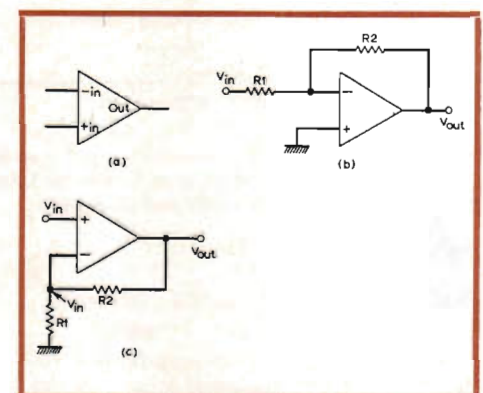 -in
Out
+in
(a)
R2
Vin
R1
-
+
Vout
(b)
Vin
+
-
Vout
R2
Vin
R1
(c)